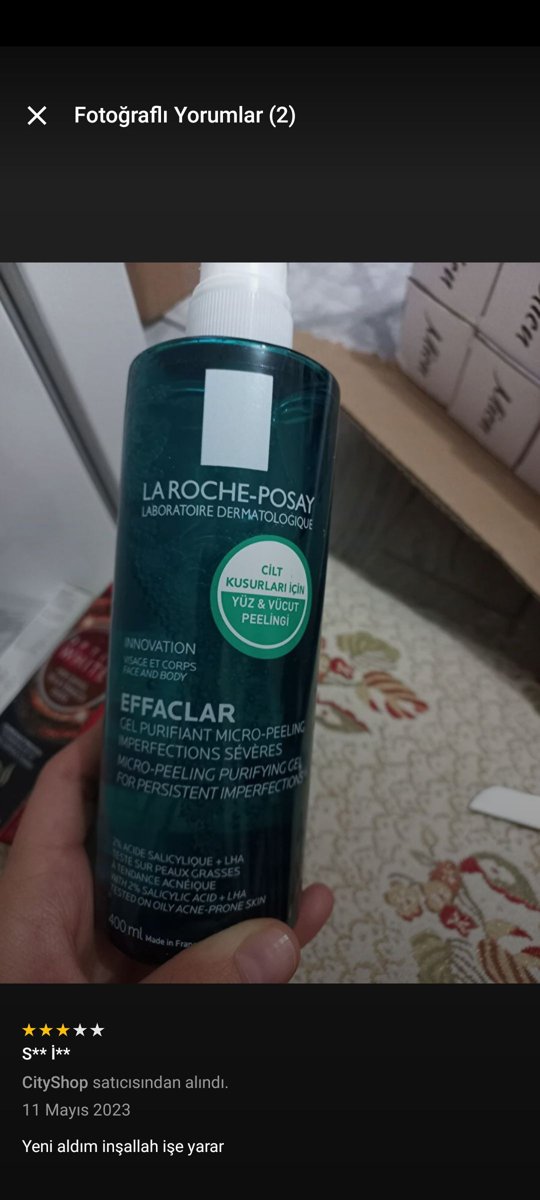 Fotoğraflı Yorumlar (2)
LA ROCHE-POSAY
LABORATOIRE DERMATOLOGIQUE
CİLT
KUSURLARI İÇİN
YÜZ & VÜCUT
PEELİNGİ
INNOVATION
VISAGE ET CORPS
FACE AND BODY
EFFACLAR
GEL PURIFIANT MICRO-PEELING
IMPERFECTIONS SÉVÈRES
MICRO-PEELING PURIFYING GEL
FOR PERSISTENT IMPERFECTIONS
2% ACIDE SALICYLIQUE + LHA
TESTÉ SUR PEAUX GRASSES
À TENDANCE ACNÉIQUE
WITH 2% SALICYLIC ACID + LHA
TESTED ON OILY ACNE-PRONE SKIN
400 ml Made in France
S** İ**
CityShop satıcısından alındı.
11 Mayıs 2023
Yeni aldım inşallah işe yarar